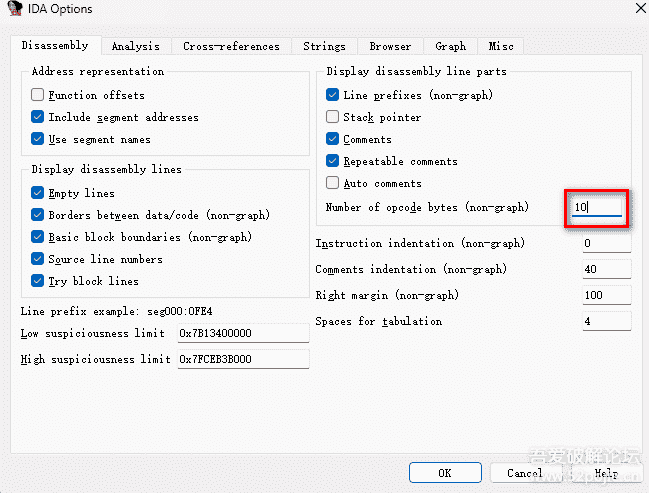 IDA Options
Disassembly Analysis Cross-references Strings Browser Graph Misc
Address representation
Function offsets
Include segment addresses
Use segment names
Display disassembly lines
Empty lines
Borders between data/code (non-graph)
Basic block boundaries (non-graph)
Source line numbers
Try block lines
Line prefix example: seg000:0FE4
Low suspiciousness limit 0x7B13400000
High suspiciousness limit 0x7FCEB3B000
Display disassembly line parts
Line prefixes (non-graph)
Stack pointer
Comments
Repeatable comments
Auto comments
Number of opcode bytes (non-graph) 10
Instruction indentation (non-graph) 0
Comments indentation (non-graph) 40
Right margin (non-graph) 100
Spaces for tabulation 4
吾爱破解论坛
OK Cancel Help